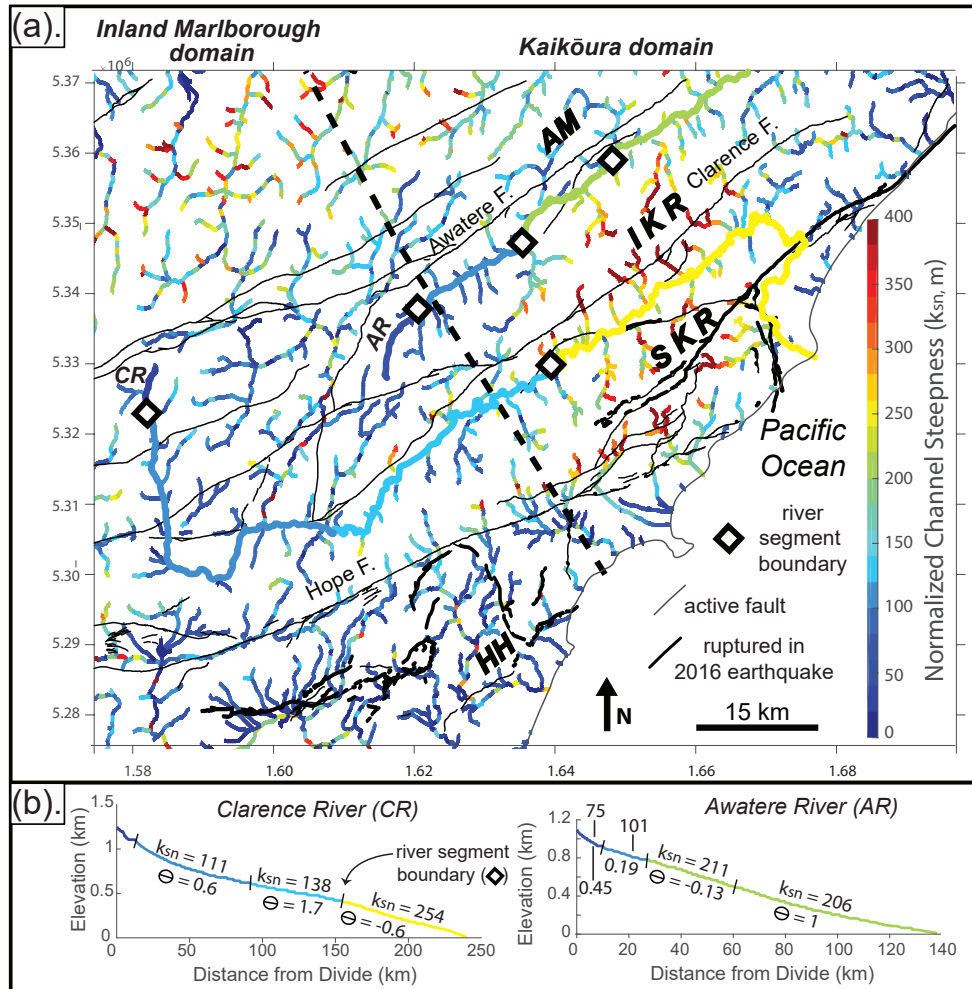 (a).
Inland Marlborough
domain
Kaikōura domain
10⁶
5.37
5.36
5.35
5.34
5.33
5.32
5.31
5.30
5.29
5.28
1.58
1.60
1.62
1.64
1.66
1.68
AM
Awatere F.
Clarence F.
IKR
AR
SKR
CR
Hope F.
HH
Pacific
Ocean
river
segment
boundary
active fault
ruptured in
2016 earthquake
N
15 km
400
350
300
250
200
150
100
50
0
Normalized Channel Steepness (ksn, m)
(b).
Clarence River (CR)
Elevation (km)
1.5
1
0.5
0
ksn = 111
ϴ = 0.6
ksn = 138
ϴ = 1.7
ksn = 254
ϴ = -0.6
river segment
boundary (◇)
0
50
100
150
200
250
Distance from Divide (km)
Awatere River (AR)
Elevation (km)
1.2
0.8
0.4
0
75
0.45
101
0.19
ksn = 211
ϴ = -0.13
ksn = 206
ϴ = 1
0
20
40
60
80
100
120
140
Distance from Divide (km)